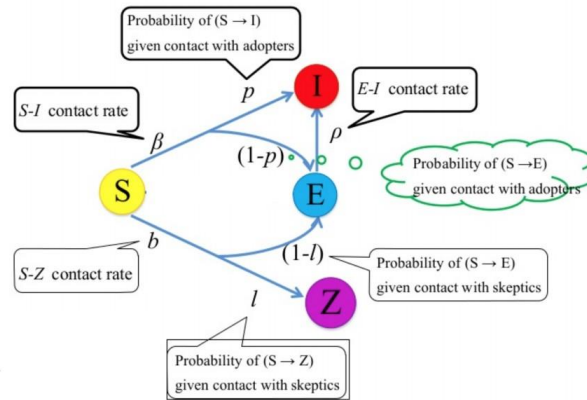 Probability of (S → I)
given contact with adopters
I
E-I contact rate
p
S-I contact rate
β
ρ
(1-p)
Probability of (S →E)
given contact with adopters
S
E
b
S-Z contact rate
(1-l)
Probability of (S → E)
given contact with skeptics
l
Z
Probability of (S → Z)
given contact with skeptics